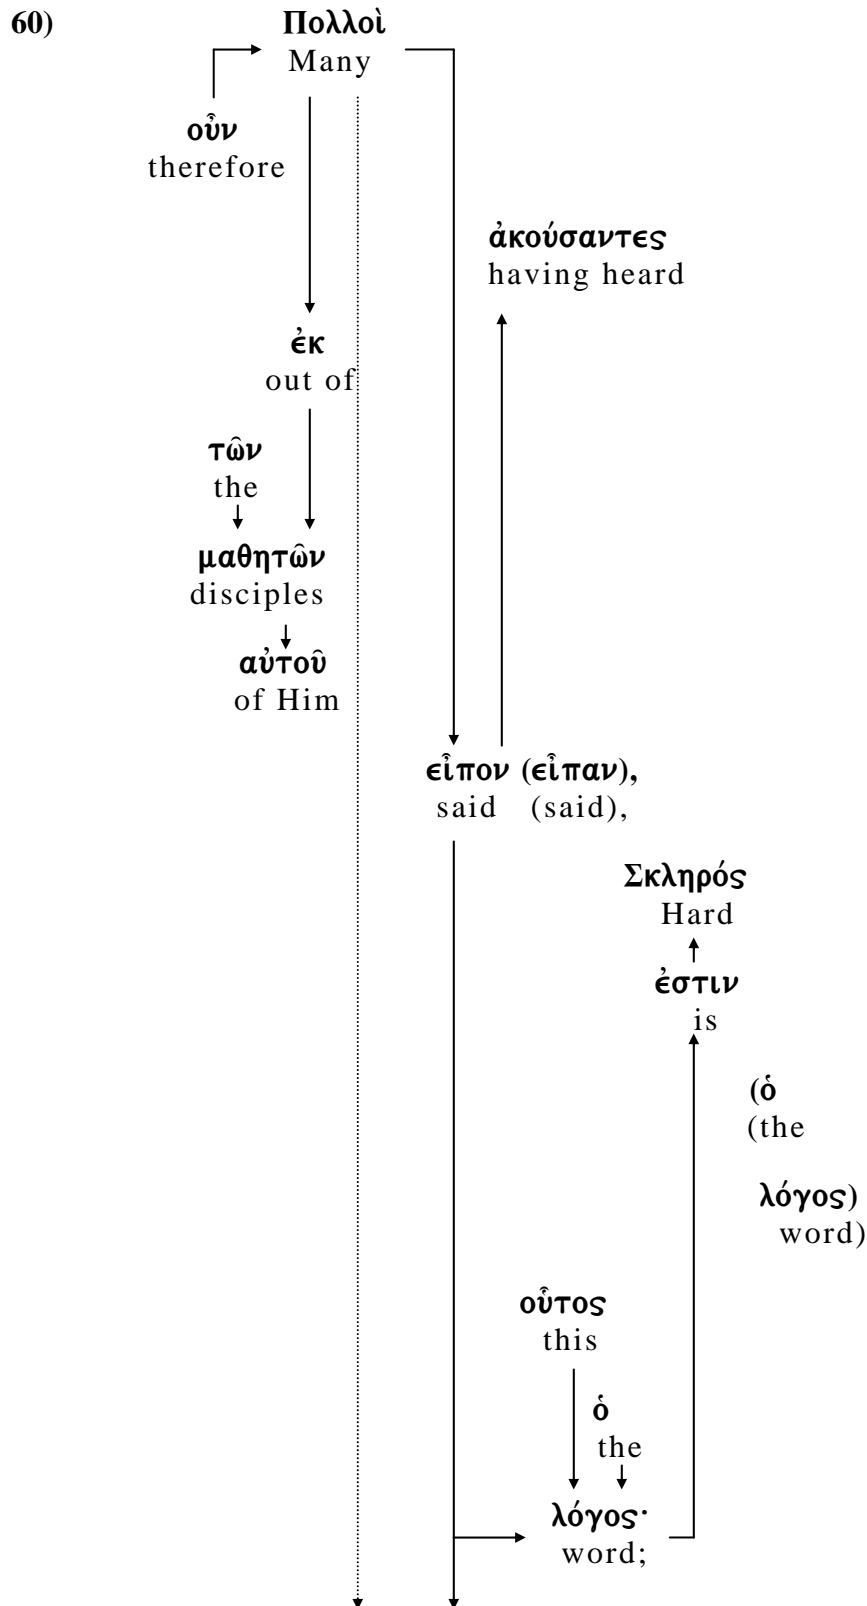 60) Πολλοὶ
Many
οὖν
therefore
ἀκούσαντες
having heard
ἐκ
out of
τῶν
the
μαθητῶν
disciples
αὐτοῦ
of Him
εἶπον (εἶπαν),
said (said),
Σκληρός
Hard
ἐστιν
is
(ὁ
(the
λόγος)
word)
οὗτος
this
ὁ
the
λόγος·
word;